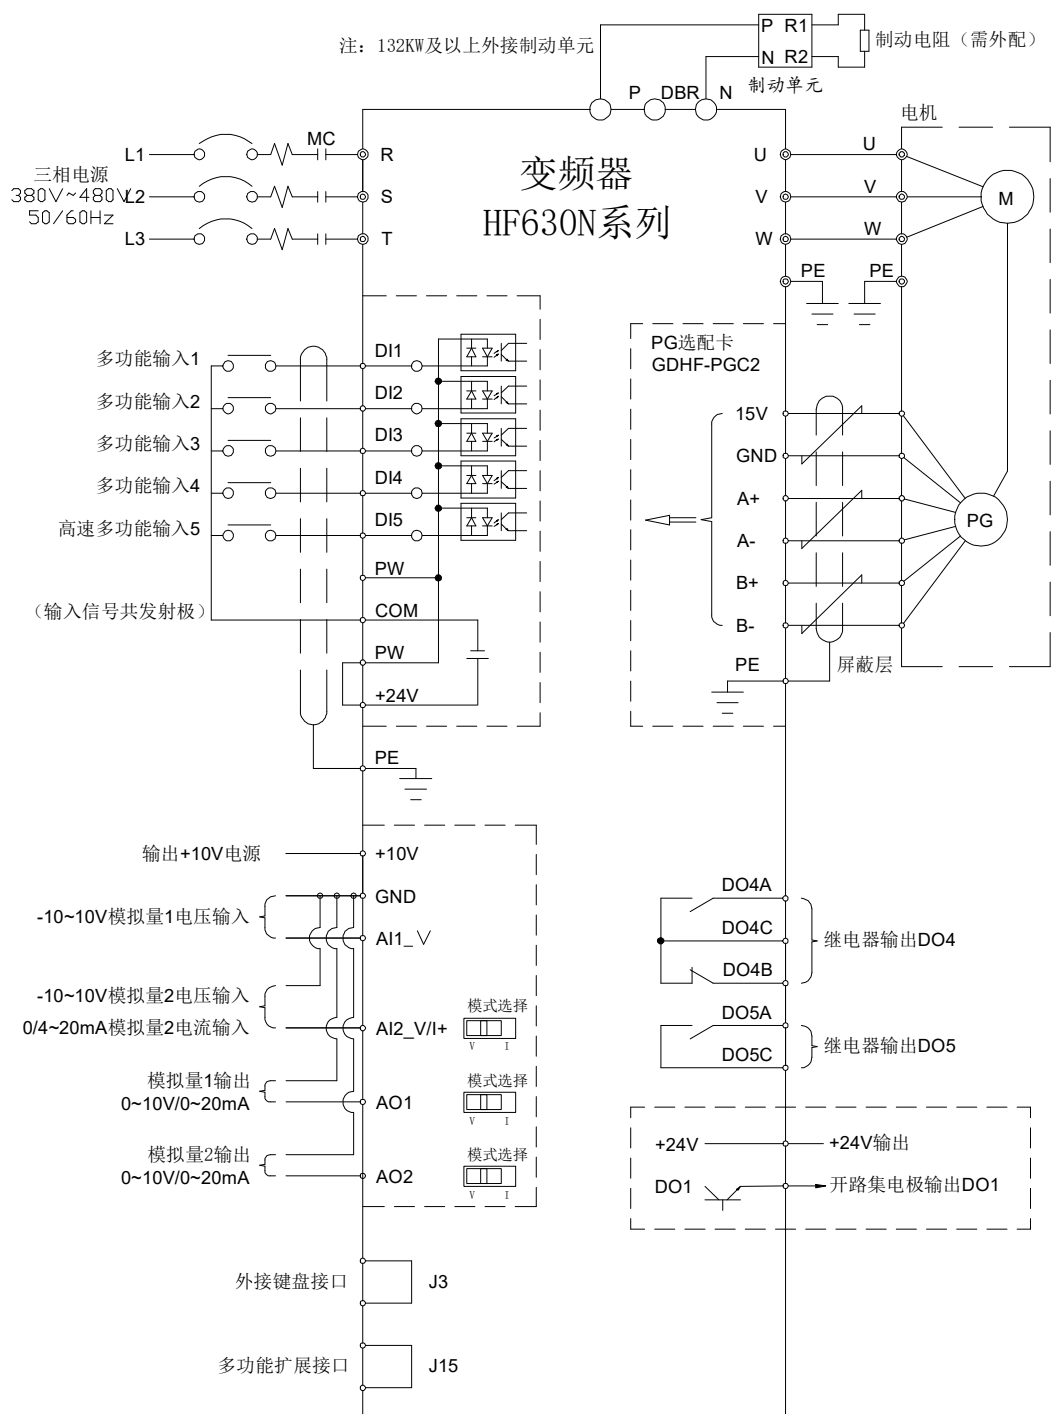 注：132KW及以上外接制动单元
P R1
N R2
制动电阻（需外配）
制动单元
P DBR N
电机
三相电源
380V~480V
50/60Hz
L1 MC R
L2 S
L3 T
变频器
HF630N系列
U U
V V
W W
M
PE PE
多功能输入1 DI1
多功能输入2 DI2
多功能输入3 DI3
多功能输入4 DI4
高速多功能输入5 DI5
PW
（输入信号共发射极） COM
PW
+24V
PE
PG选配卡
GDHF-PGC2
15V
GND
A+
A-
B+
B-
PG
PE 屏蔽层
输出+10V电源 +10V
GND
-10~10V模拟量1电压输入
AI1_V
-10~10V模拟量2电压输入
0/4~20mA模拟量2电流输入 AI2_V/I+
模式选择
V I
模拟量1输出
0~10V/0~20mA AO1
模式选择
V I
模拟量2输出
0~10V/0~20mA AO2
模式选择
V I
DO4A
DO4C 继电器输出DO4
DO4B
DO5A
继电器输出DO5
DO5C
+24V +24V输出
DO1 开路集电极输出DO1
外接键盘接口 J3
多功能扩展接口 J15